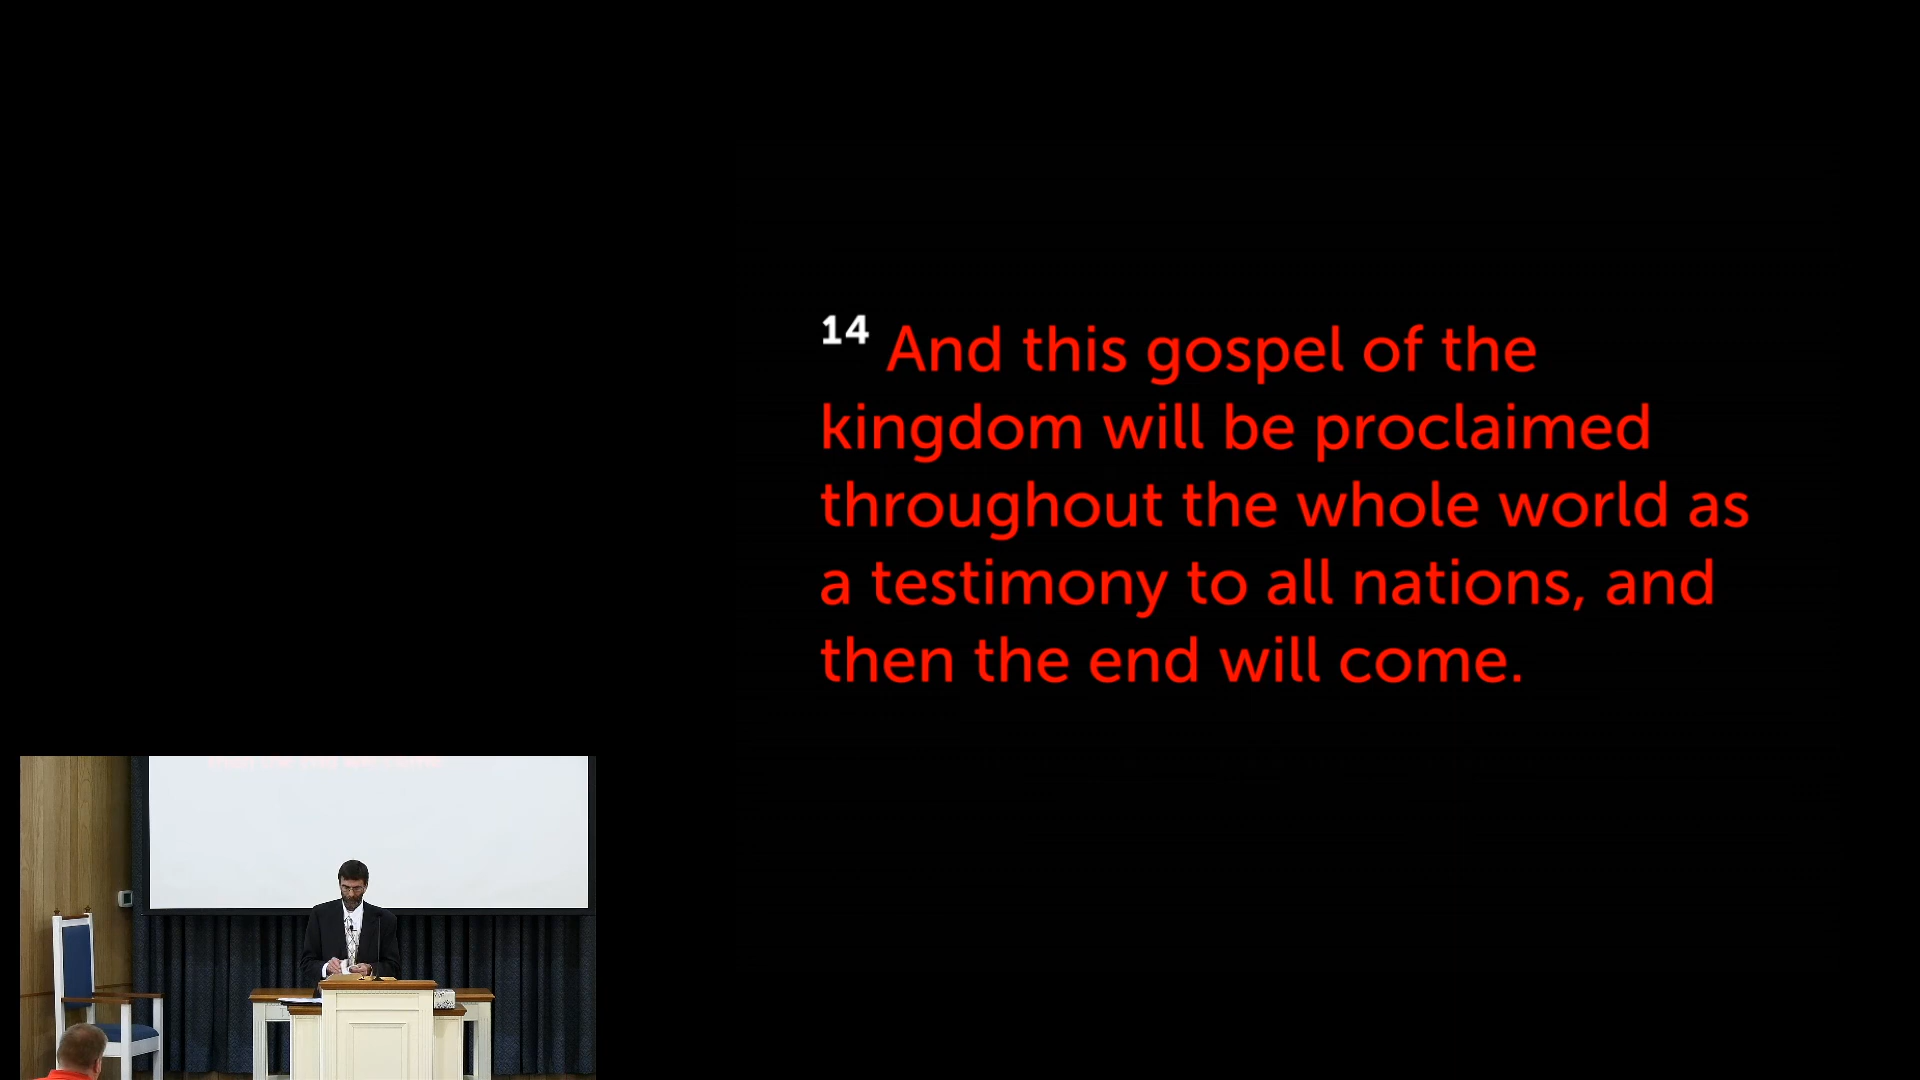 14 And this gospel of the
kingdom will be proclaimed
throughout the whole world as
a testimony to all nations, and
then the end will come.